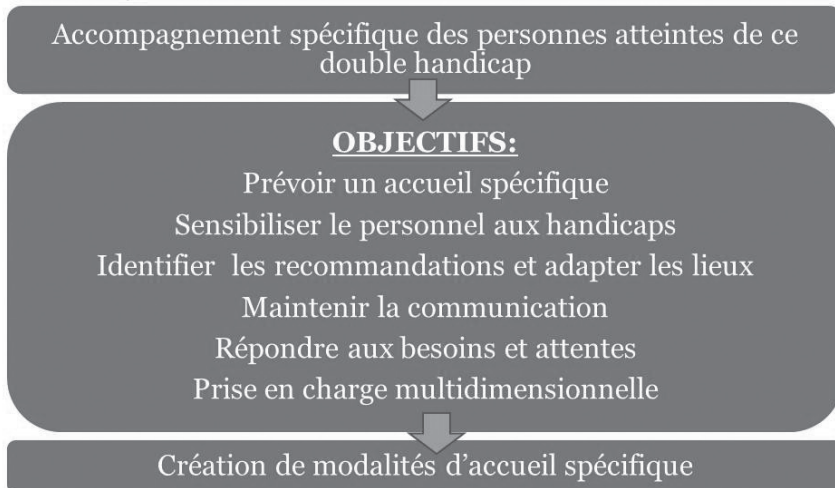 Accompagnement spécifique des personnes atteintes de ce
double handicap
OBJECTIFS:
Prévoir un accueil spécifique
Sensibiliser le personnel aux handicaps
Identifier les recommandations et adapter les lieux
Maintenir la communication
Répondre aux besoins et attentes
Prise en charge multidimensionnelle
Création de modalités d'accueil spécifique